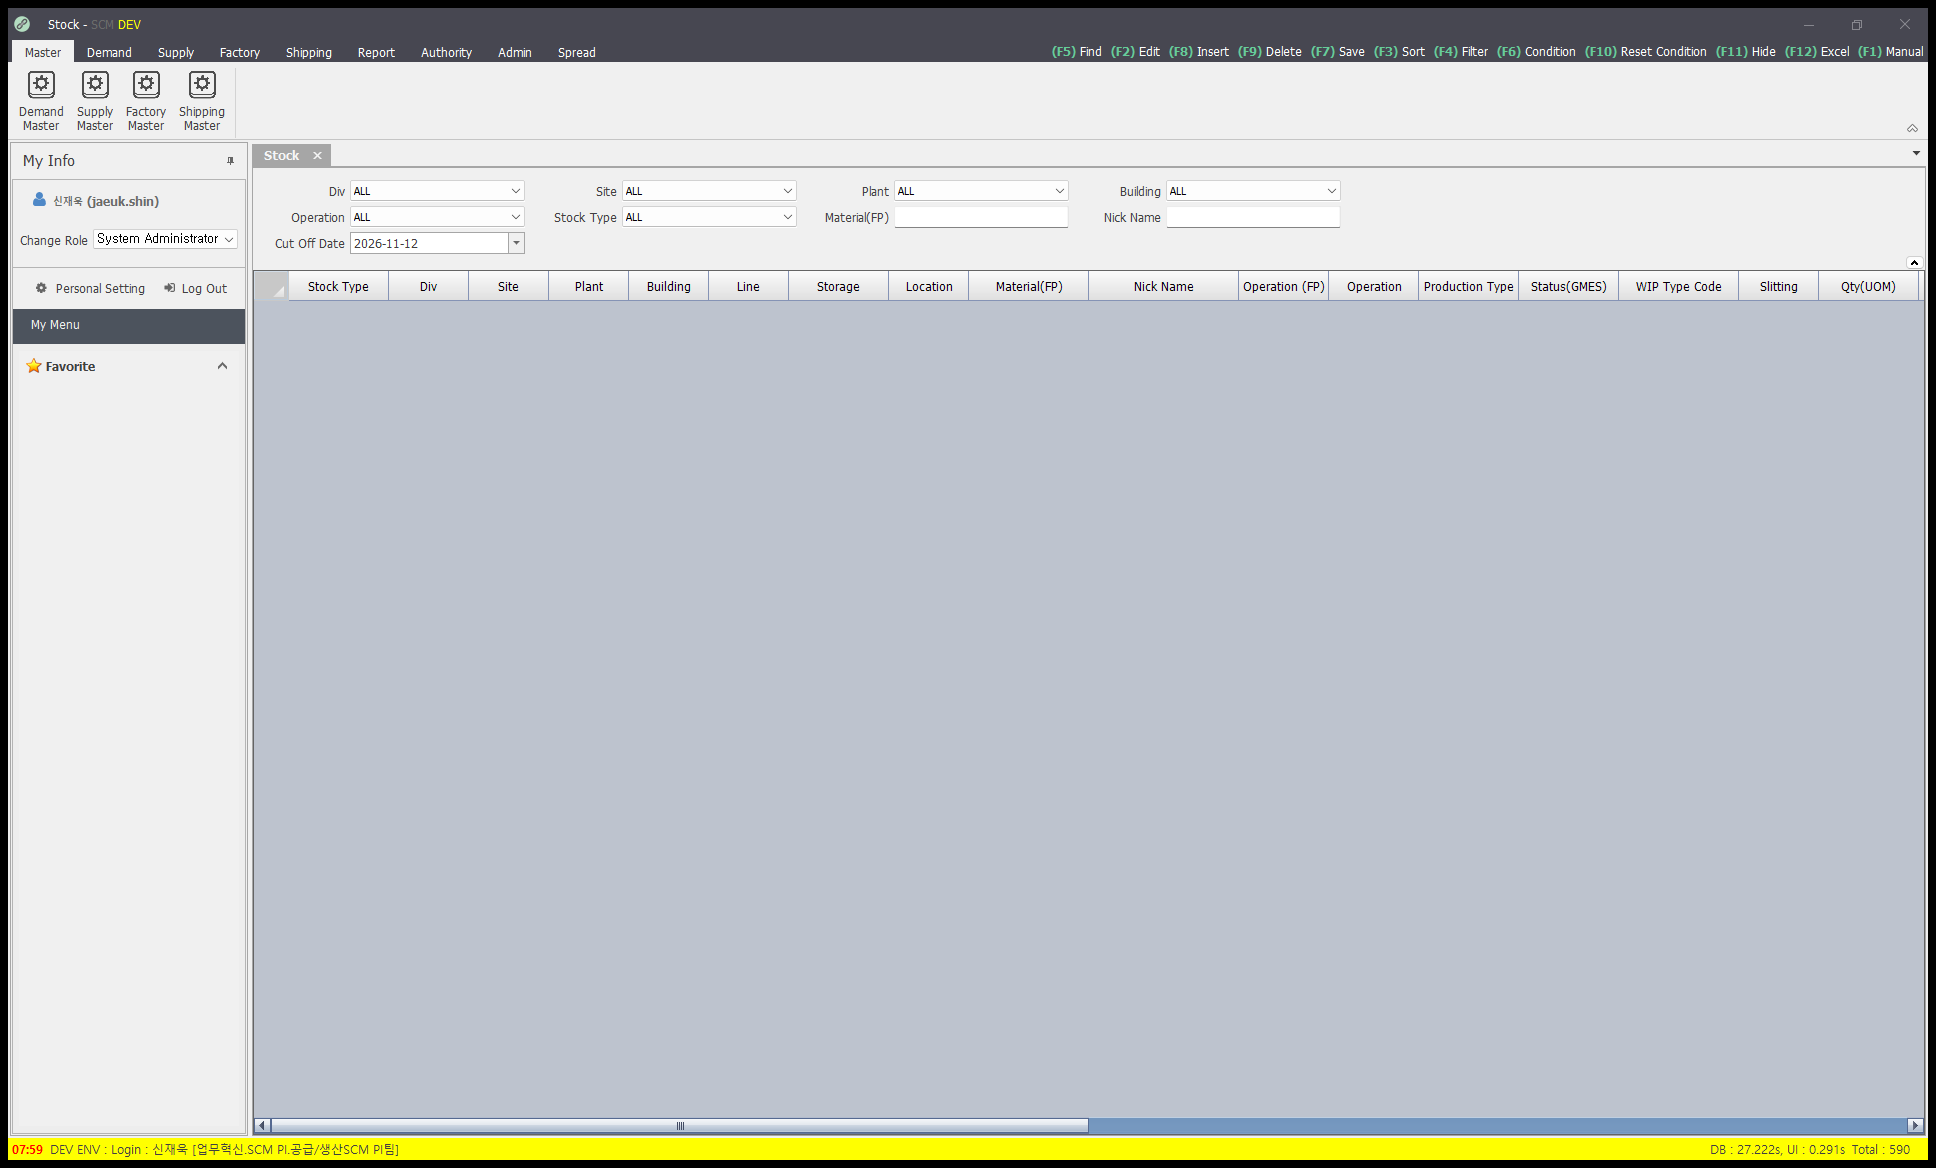 Stock - SCM DEV
Master Demand Supply Factory Shipping Report Authority Admin Spread (F5) Find (F2) Edit (F8) Insert (F9) Delete (F7) Save (F3) Sort (F4) Filter (F6) Condition (F10) Reset Condition (F11) Hide (F12) Excel (F1) Manual
Demand Master Supply Master Factory Master Shipping Master
My Info
신재욱 (jaeuk.shin)
Change Role System Administrator
Personal Setting Log Out
My Menu
Favorite
Stock
Div ALL Site ALL Plant ALL Building ALL
Operation ALL Stock Type ALL Material(FP) Nick Name
Cut Off Date 2026-11-12
Stock Type Div Site Plant Building Line Storage Location Material(FP) Nick Name Operation (FP) Operation Production Type Status(GMES) WIP Type Code Slitting Qty(UOM)
07:59 DEV ENV : Login : 신재욱 [업무혁신.SCM PI.공급/생산SCM PI팀] DB : 27.222s, UI : 0.291s Total : 590